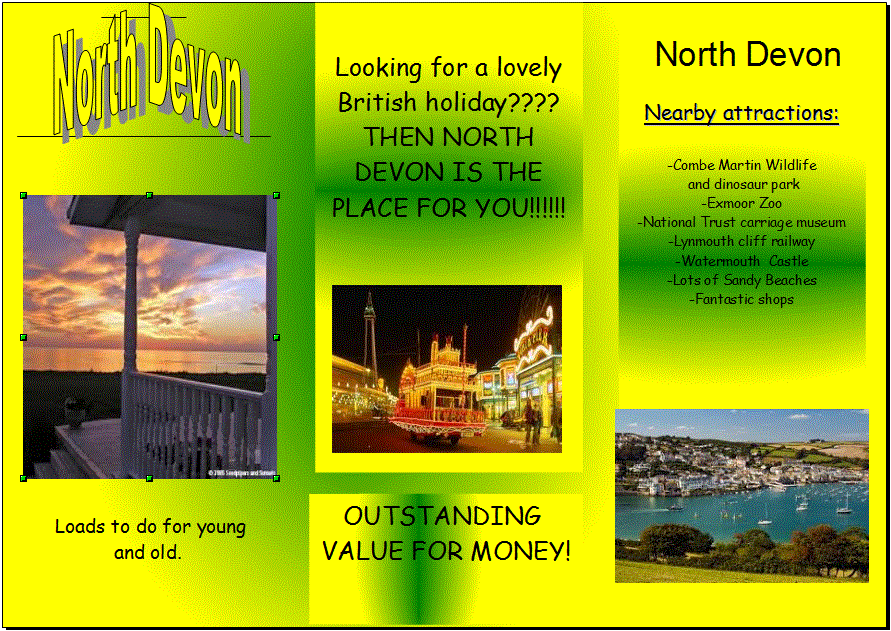 North Devon
Loads to do for young
and old.
Looking for a lovely
British holiday????
THEN NORTH
DEVON IS THE
PLACE FOR YOU!!!!!!
OUTSTANDING
VALUE FOR MONEY!
North Devon
Nearby attractions:
-Combe Martin Wildlife
and dinosaur park
-Exmoor Zoo
-National Trust carriage museum
-Lynmouth cliff railway
-Watermouth  Castle
-Lots of Sandy Beaches
-Fantastic shops